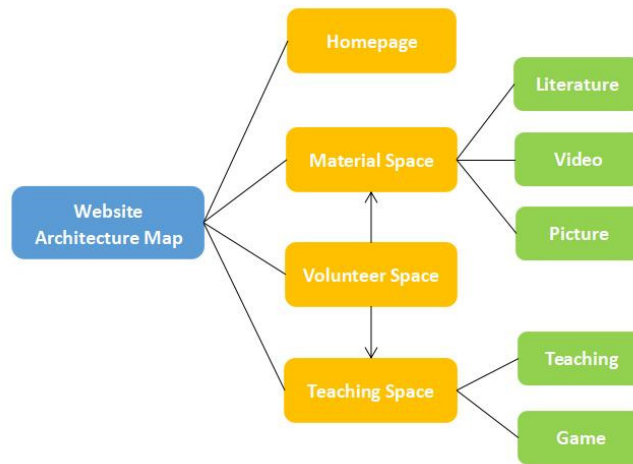 Website
Architecture Map
Homepage
Material Space
Volunteer Space
Teaching Space
Literature
Video
Picture
Teaching
Game